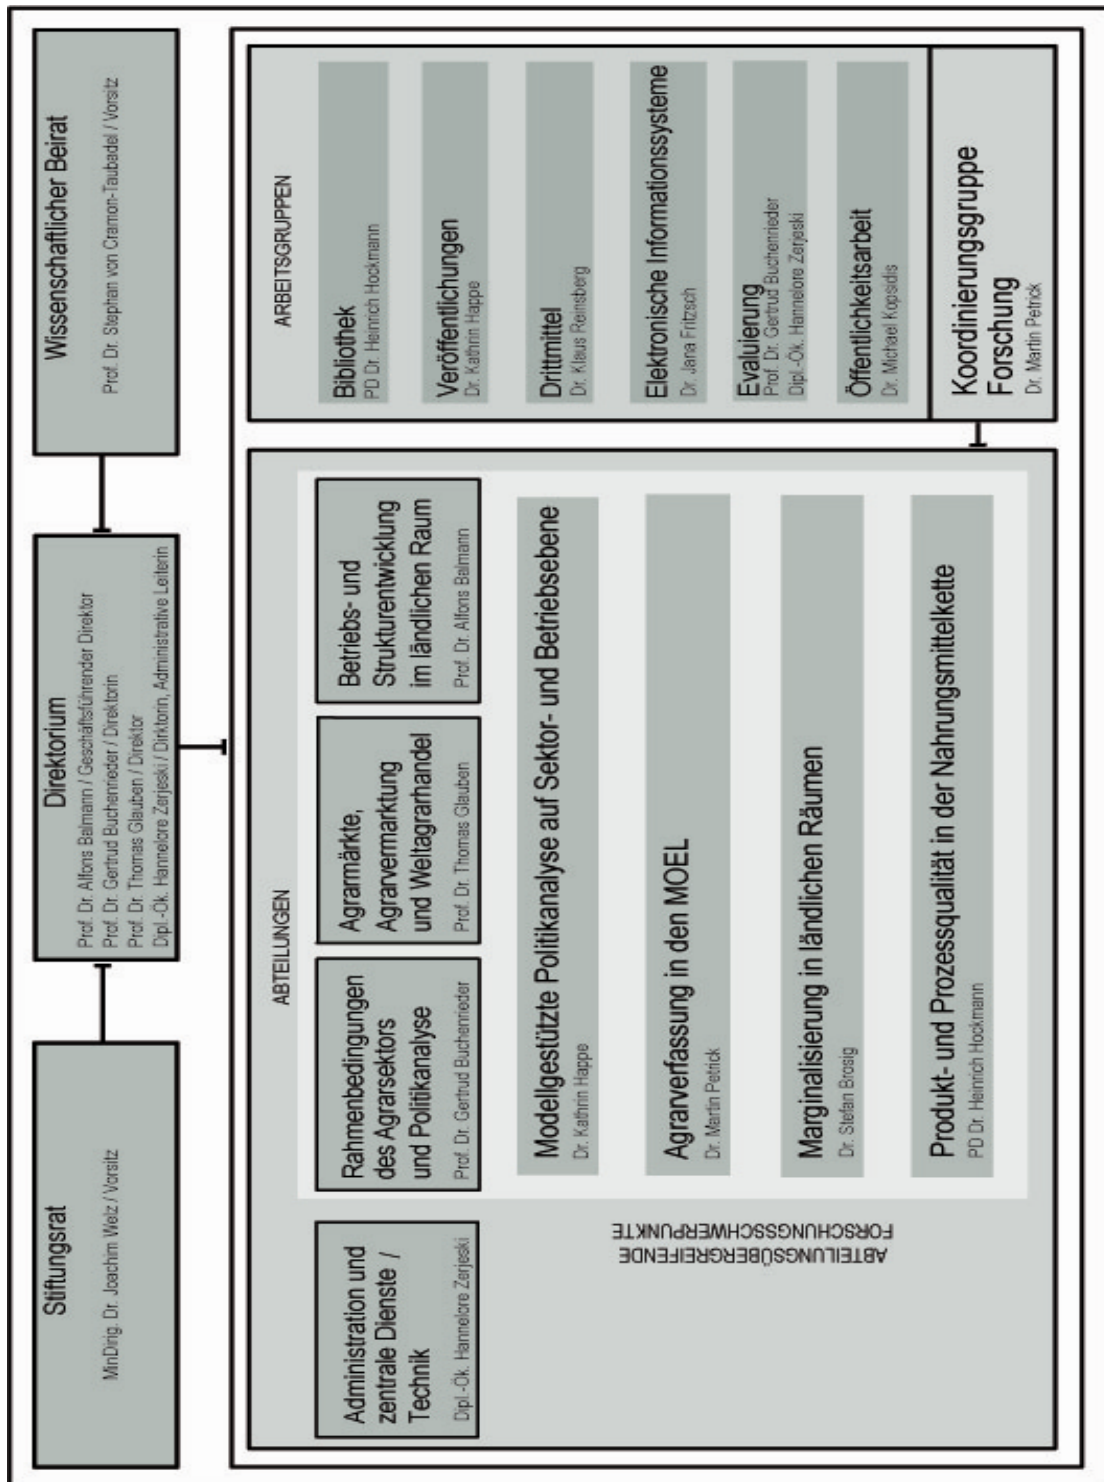 Stiftungsrat
MinDirig. Dr. Joachim Welz / Vorsitz
Direktorium
Prof. Dr. Alfons Balmann / Geschäftsführender Direktor
Prof. Dr. Gertrud Buchenrieder / Direktorin
Prof. Dr. Thomas Glauben / Direktor
Dipl.-Ök. Hannelore Zerjeski / Dirktorin, Administrative Leiterin
Wissenschaftlicher Beirat
Prof. Dr. Stephan von Cramon-Taubadel / Vorsitz
ABTEILUNGEN
Administration und
zentrale Dienste /
Technik
Dipl.-Ök. Hannelore Zerjeski
Rahmenbedingungen
des Agrarsektors
und Politikanalyse
Prof. Dr. Gertrud Buchenrieder
Agrarmärkte,
Agrarvermarktung
und Weltagrarhandel
Prof. Dr. Thomas Glauben
Betriebs- und
Strukturentwicklung
im ländlichen Raum
Prof. Dr. Alfons Balmann
ABTEILUNGSÜBERGREIFENDE
FORSCHUNGSSCHWERPUNKTE
Modellgestützte Politikanalyse auf Sektor- und Betriebsebene
Dr. Kathrin Happe
Agrarverfassung in den MOEL
Dr. Martin Petrick
Marginalisierung in ländlichen Räumen
Dr. Stefan Brosig
Produkt- und Prozessqualität in der Nahrungsmittelkette
PD Dr. Heinrich Hockmann
ARBEITSGRUPPEN
Bibliothek
PD Dr. Heinrich Hockmann
Veröffentlichungen
Dr. Kathrin Happe
Drittmittel
Dr. Klaus Reinsberg
Elektronische Informationssysteme
Dr. Jana Fritzsch
Evaluierung
Prof. Dr. Gertrud Buchenrieder
Dipl.-Ök. Hannelore Zerjeski
Öffentlichkeitsarbeit
Dr. Michael Kopsidis
Koordinierungsgruppe
Forschung
Dr. Martin Petrick